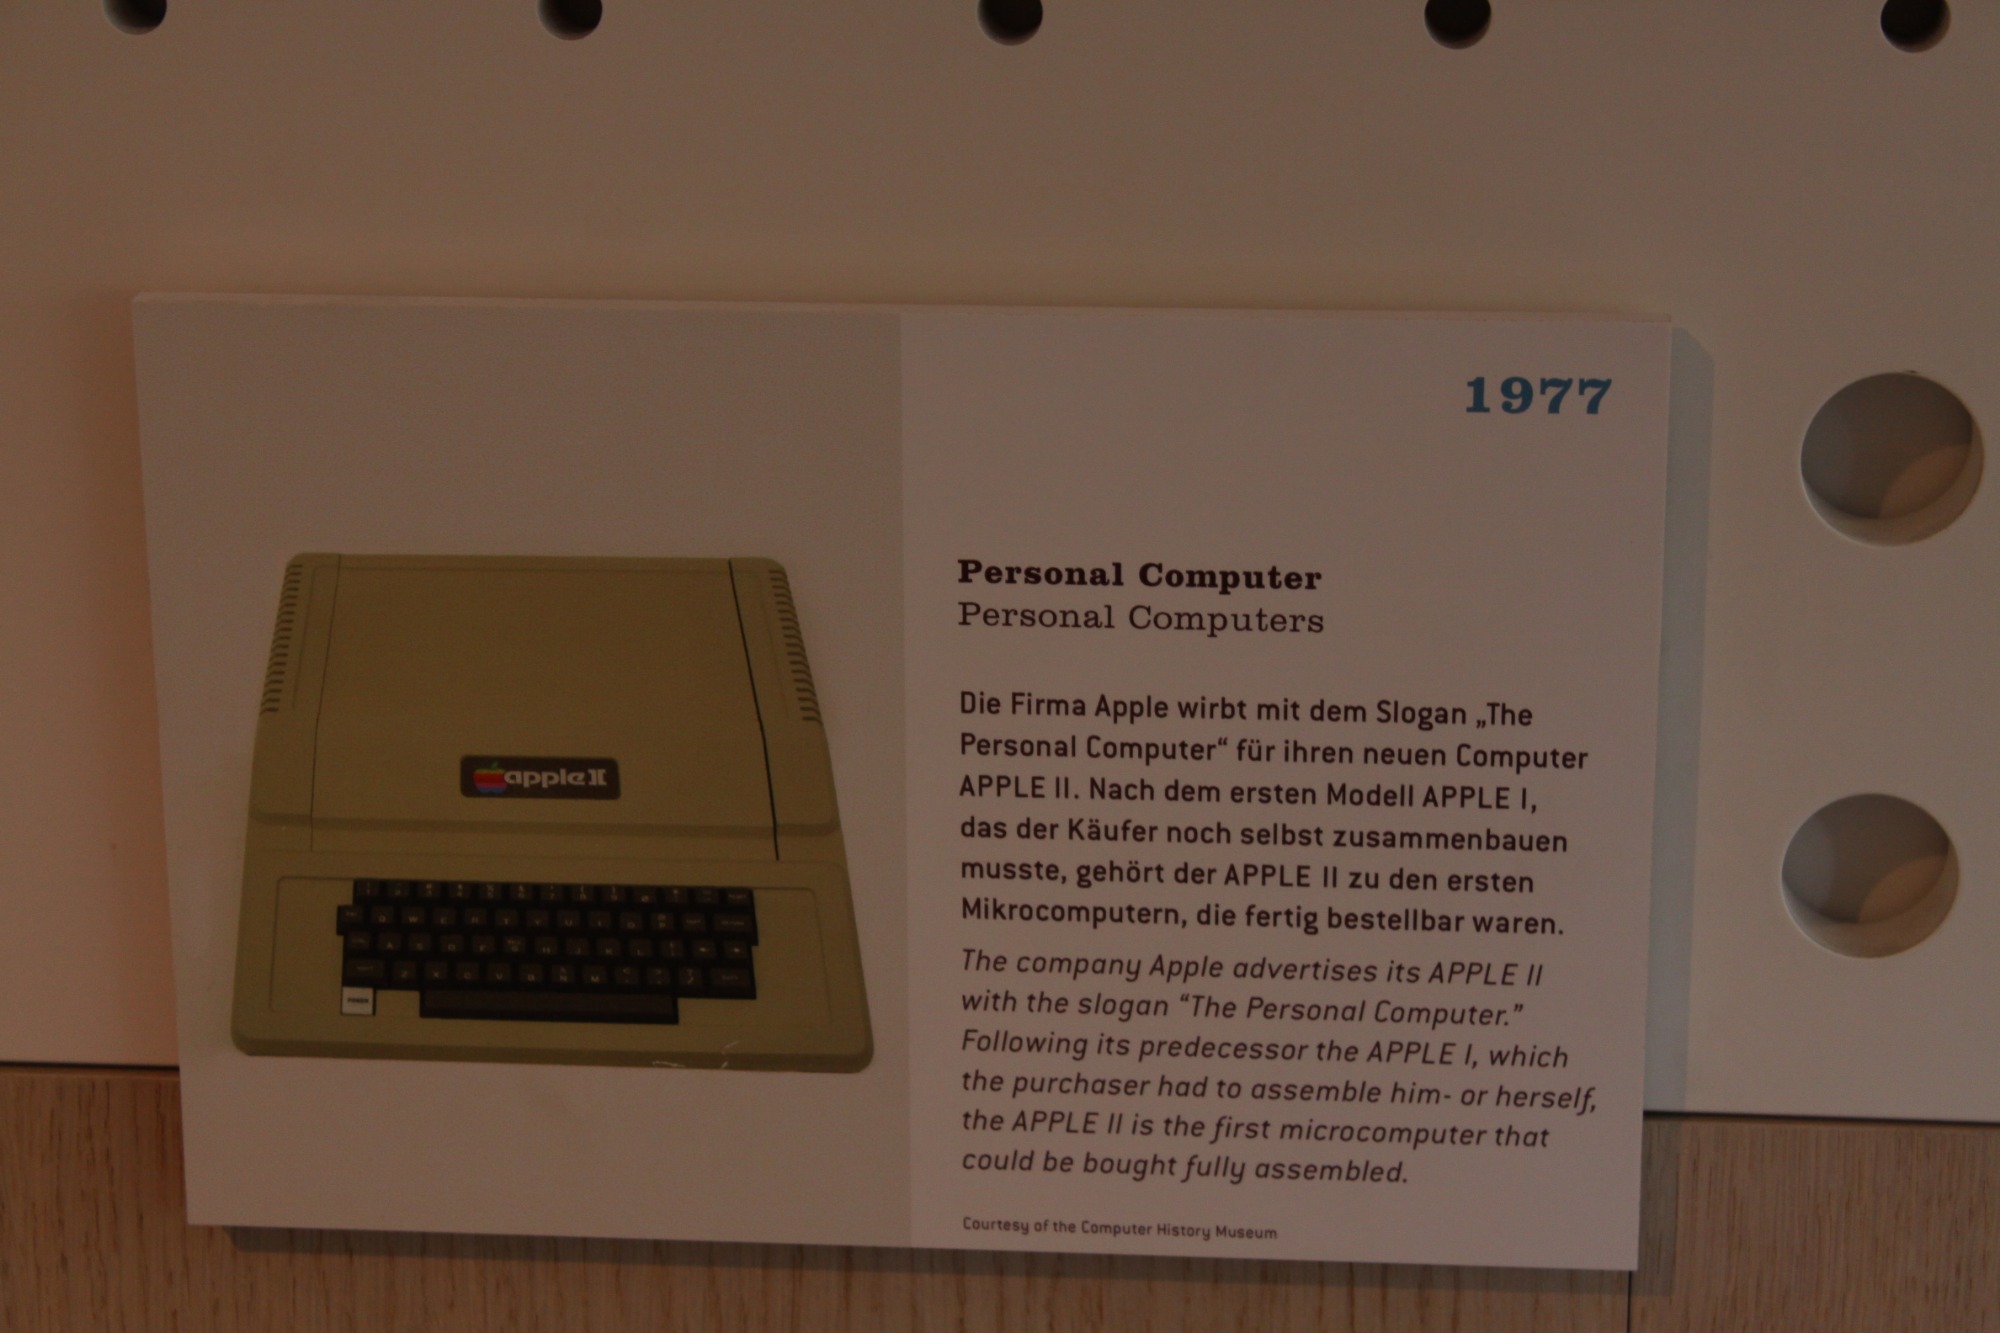 1977
Personal Computer
Personal Computers
Die Firma Apple wirbt mit dem Slogan „The
Personal Computer“ für ihren neuen Computer
APPLE II. Nach dem ersten Modell APPLE I,
das der Käufer noch selbst zusammenbauen
musste, gehört der APPLE II zu den ersten
Mikrocomputern, die fertig bestellbar waren.
The company Apple advertises its APPLE II
with the slogan “The Personal Computer.”
Following its predecessor the APPLE I, which
the purchaser had to assemble him- or herself,
the APPLE II is the first microcomputer that
could be bought fully assembled.
Courtesy of the Computer History Museum
apple ][
POWER